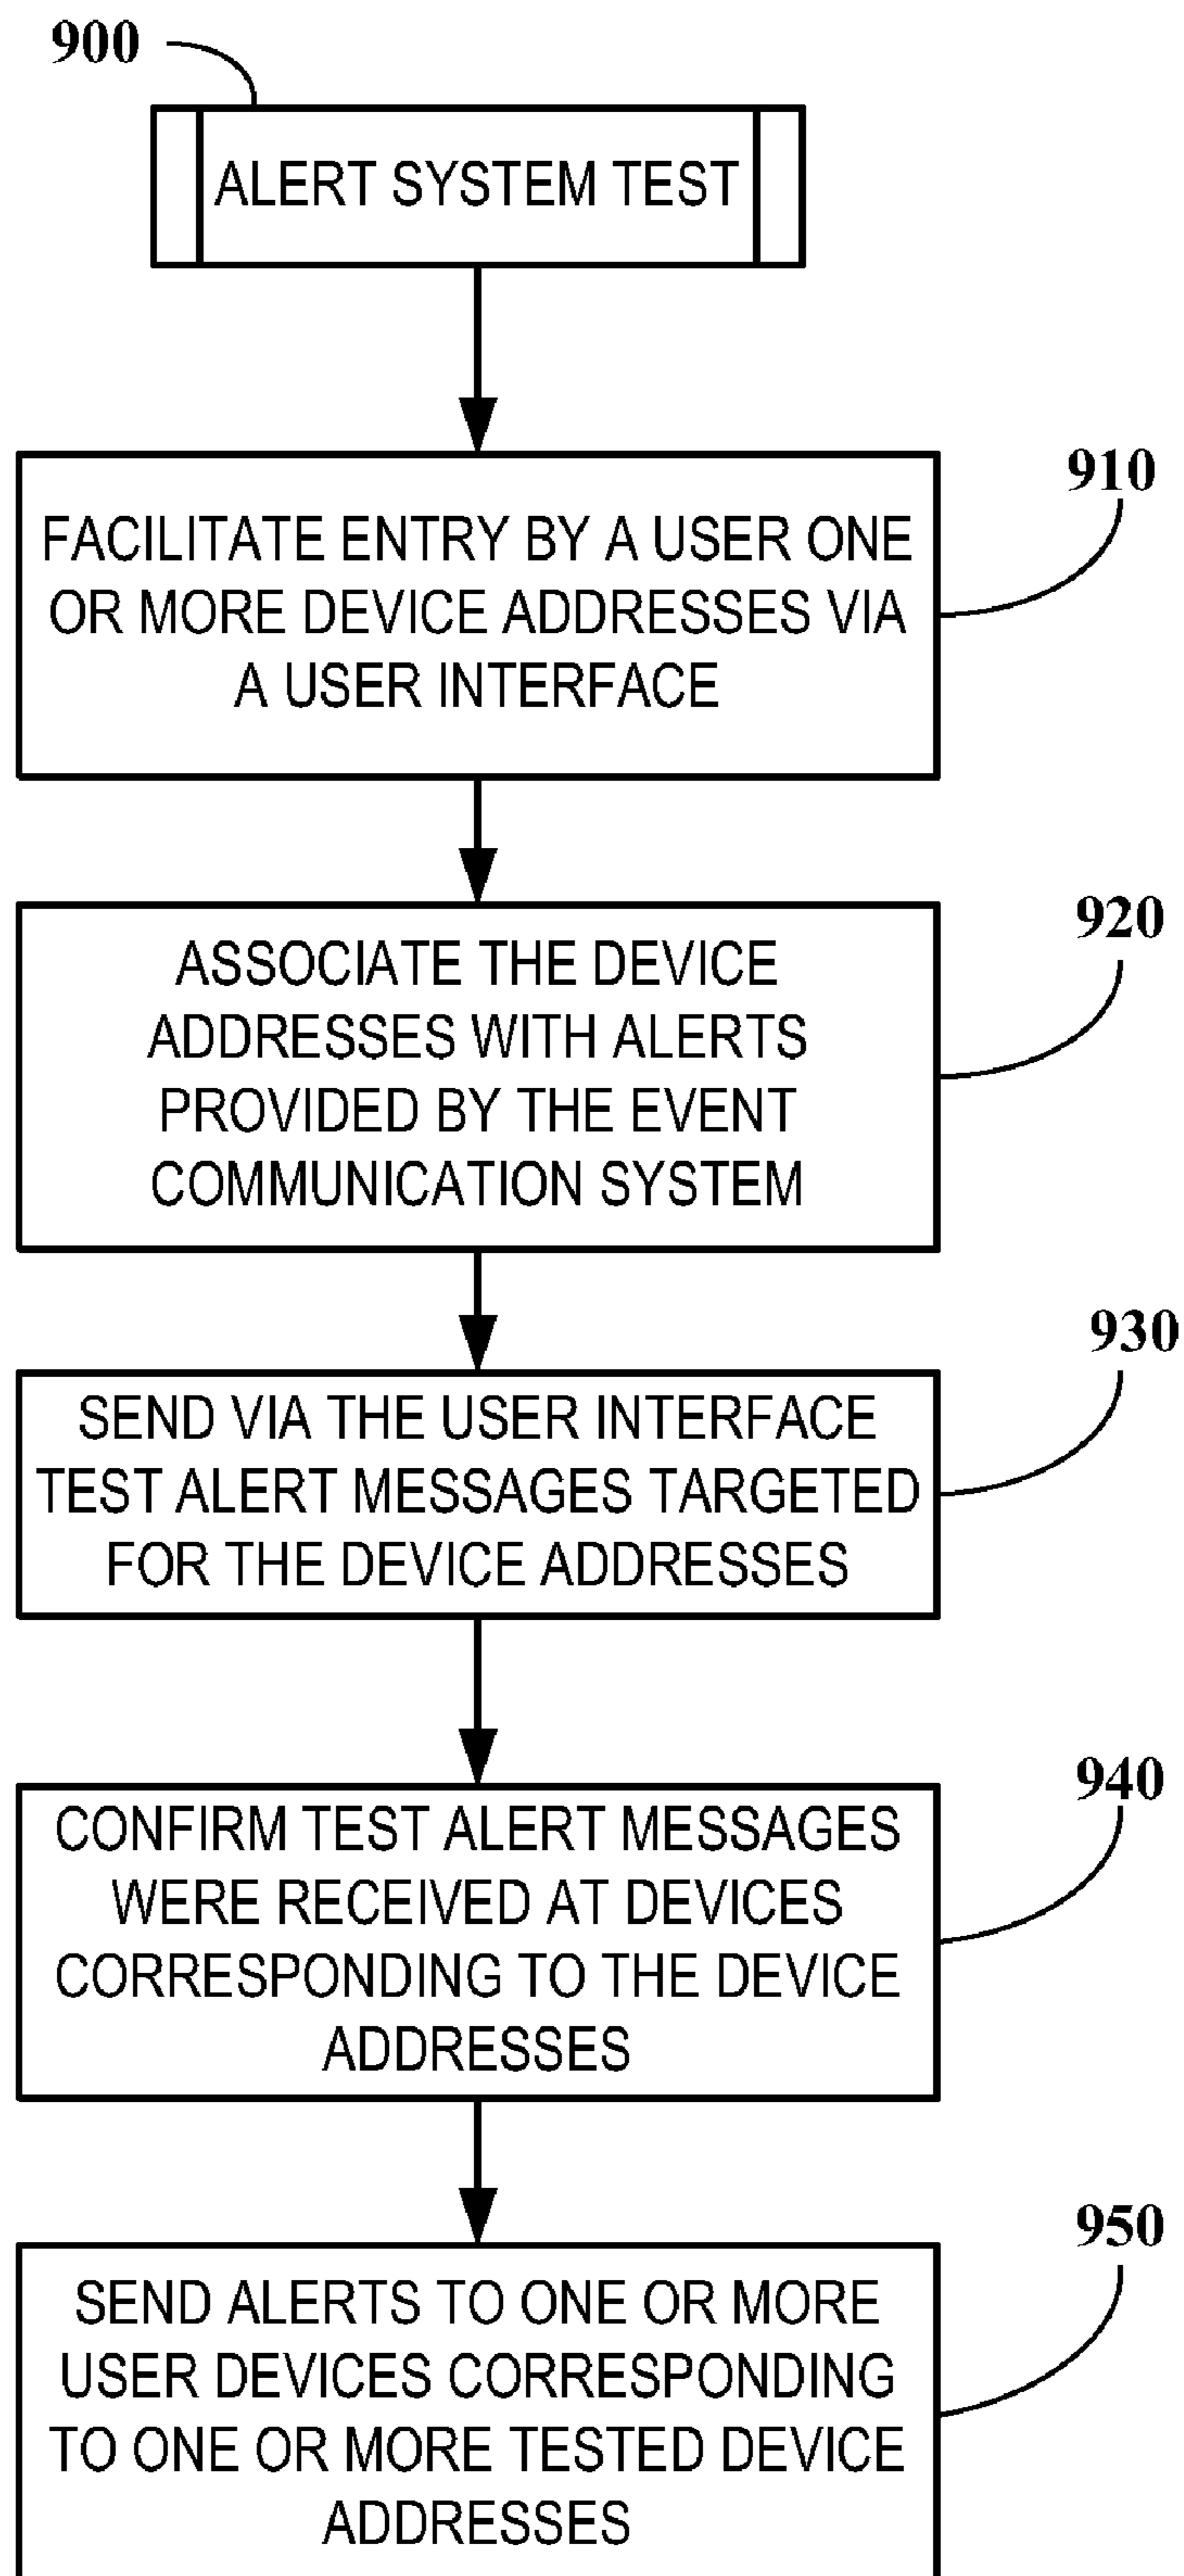 900
ALERT SYSTEM TEST
910
FACILITATE ENTRY BY A USER ONE
OR MORE DEVICE ADDRESSES VIA
A USER INTERFACE
920
ASSOCIATE THE DEVICE
ADDRESSES WITH ALERTS
PROVIDED BY THE EVENT
COMMUNICATION SYSTEM
930
SEND VIA THE USER INTERFACE
TEST ALERT MESSAGES TARGETED
FOR THE DEVICE ADDRESSES
940
CONFIRM TEST ALERT MESSAGES
WERE RECEIVED AT DEVICES
CORRESPONDING TO THE DEVICE
ADDRESSES
950
SEND ALERTS TO ONE OR MORE
USER DEVICES CORRESPONDING
TO ONE OR MORE TESTED DEVICE
ADDRESSES